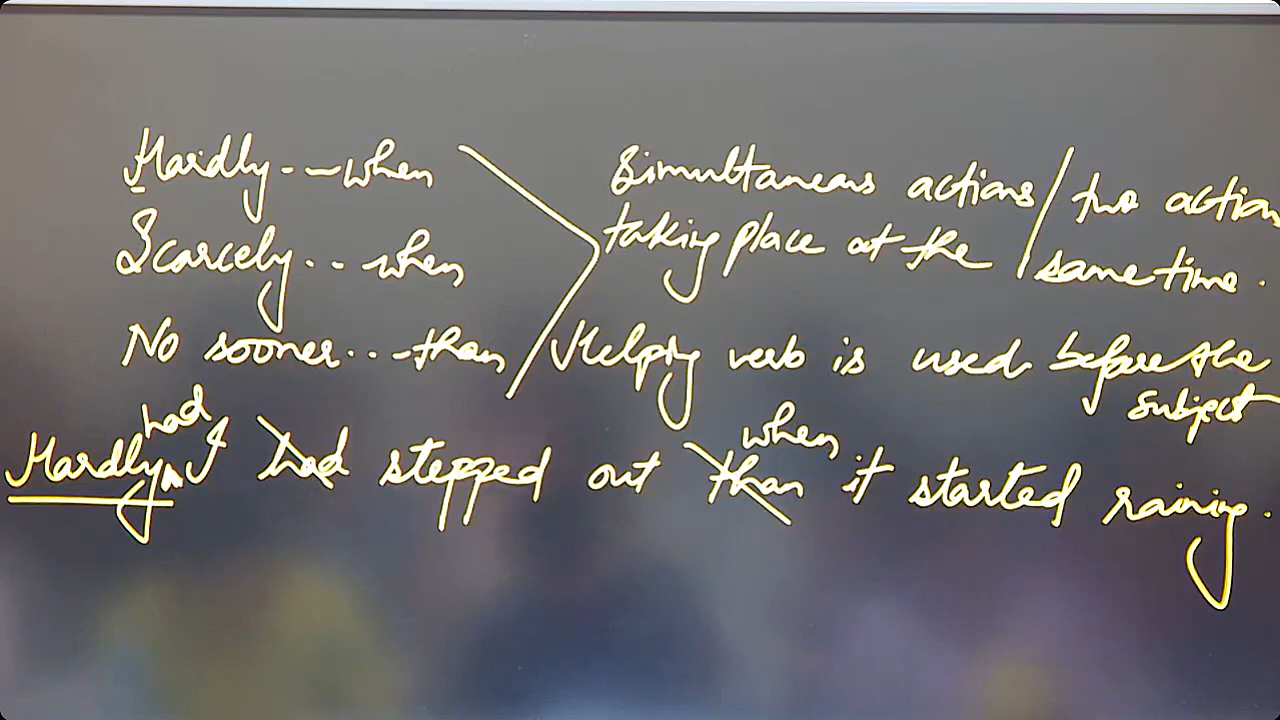 Hardly - - when
Simultaneous actions / two action
Scarcely . . when
taking place at the / same time.
No sooner . . . than
Helping verb is used before the
subject
had when
Hardly ^ I had stepped out than it started raining.